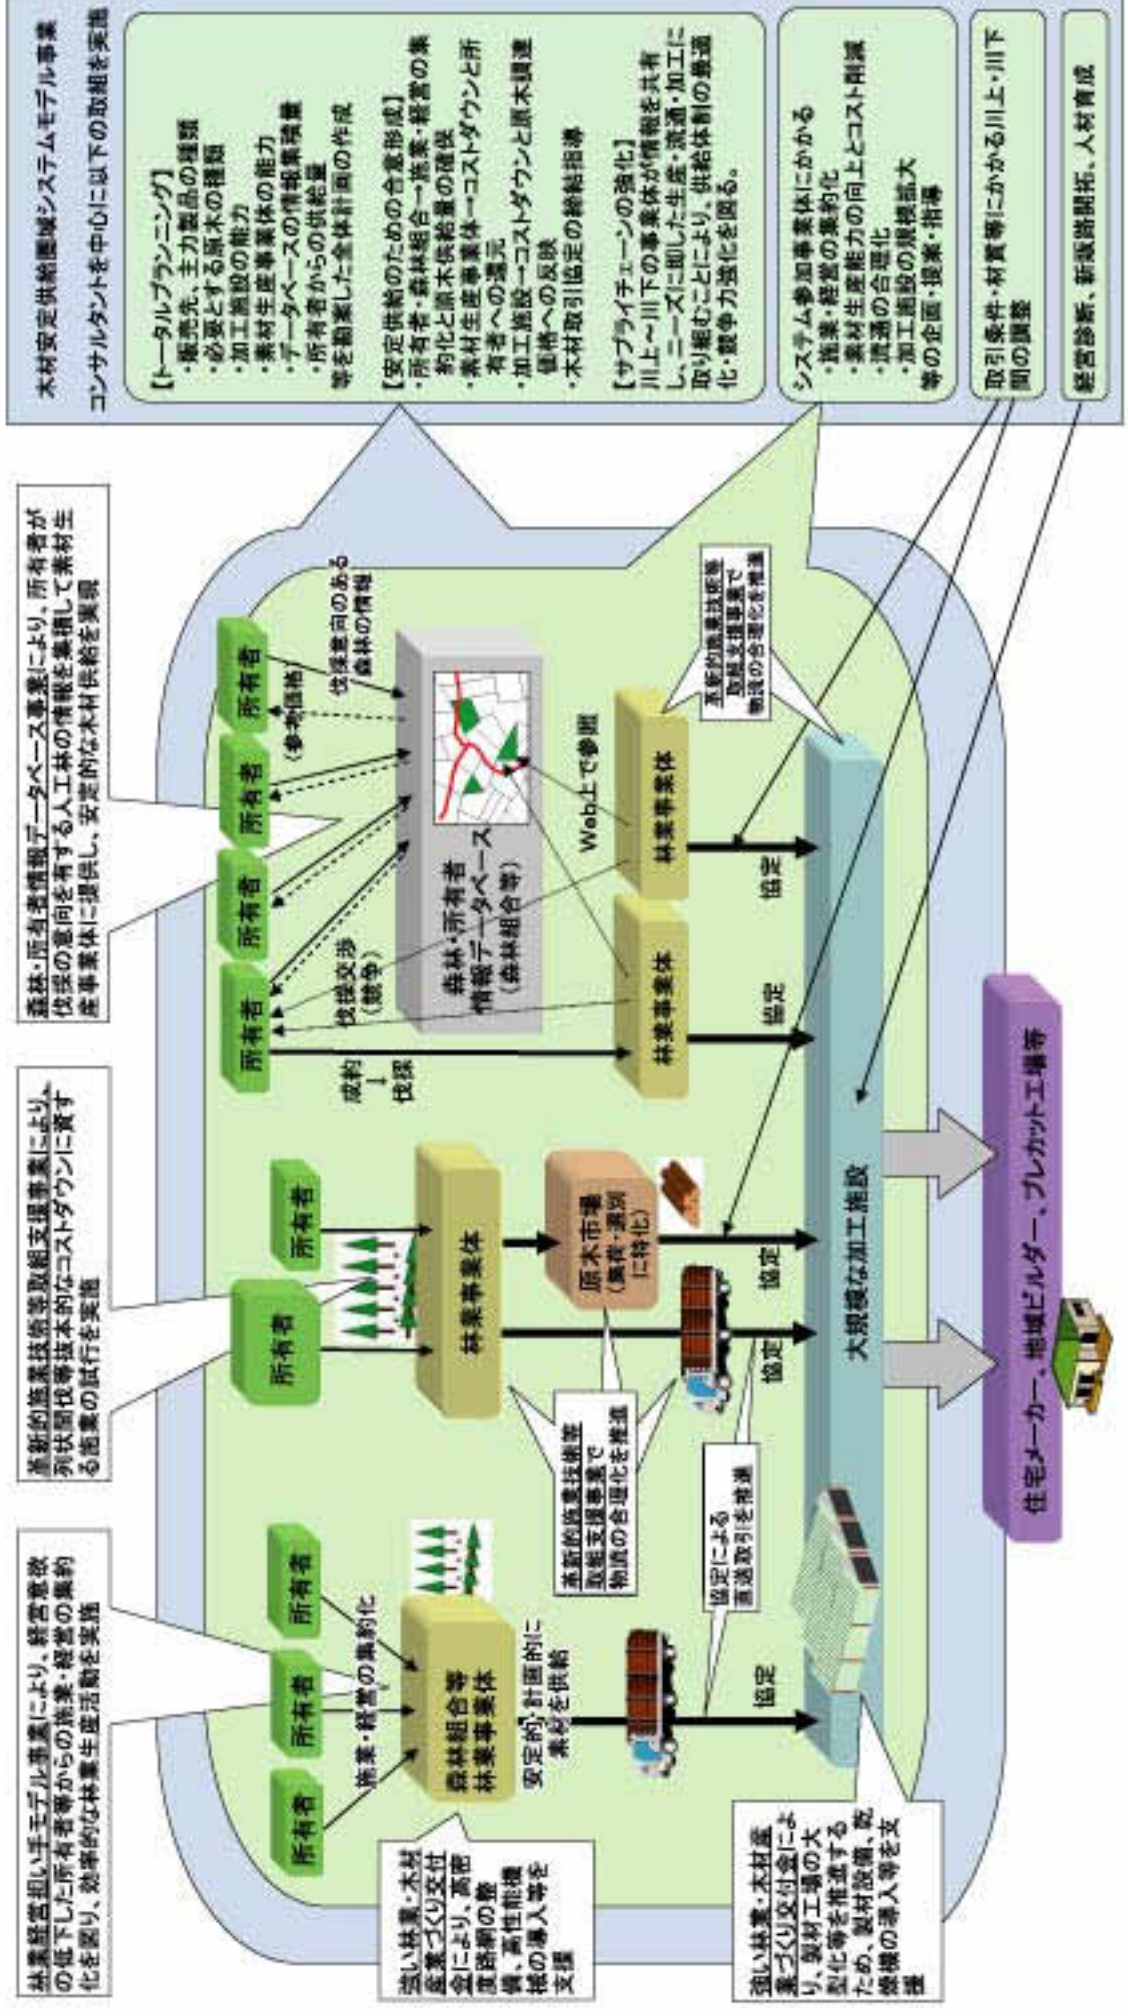 林業経営担い手モデル事業により、経営意欲
の低下した所有者等からの施業・経営の集約
化を図り、効率的な林業生産活動を実施
革新的施業技術等取組支援事業により、
列状間伐等抜本的なコストダウンに資す
る施業の試行を実施
森林・所有者情報データベース事業により、所有者が
伐採の意向を有する人工林の情報を集積して素材生
産事業体に提供し、安定的な木材供給を実現
所有者
所有者
所有者
施業・経営の集約化
森林組合等
林業事業体
安定的・計画的に
素材を供給
協定
強い林業・木材
産業づくり交付
金により、高密
度路網の整
備、高性能機
械の導入等を
支援
強い林業・木材産
業づくり交付金によ
り、製材工場の大
型化等を推進する
ため、製材設備、乾
燥機の導入等を支
援
所有者
所有者
林業事業体
原木市場
(集荷・選別
に特化)
革新的施業技術等
取組支援事業で
物流の合理化を推進
協定による
直送取引を推進
協定
協定
所有者
所有者
所有者
所有者
(参考価格)
伐採意向のある
森林の情報
成約
↓
伐採
伐採交渉
(競争)
森林・所有者
情報データベース
(森林組合等)
Web上で参照
林業事業体
林業事業体
協定
協定
革新的施業技術等
取組支援事業で
物流の合理化を推進
大規模な加工施設
住宅メーカー、地域ビルダー、プレカット工場等
木材安定供給圏域システムモデル事業
コンサルタントを中心に以下の取組を実施
【トータルプランニング】
・販売先、主力製品の種類
・必要とする原木の種類
・加工施設の能力
・素材生産事業体の能力
・データベースの情報集積量
・所有者からの供給量
等を勘案した全体計画の作成
【安定供給のための合意形成】
・所有者・森林組合→施業・経営の集
約化と原木供給量の確保
・素材生産事業体→コストダウンと所
有者への還元
・加工施設→コストダウンと原木調達
価格への反映
・木材取引協定の締結指導
【サプライチェーンの強化】
川上～川下の事業体が情報を共有
し、ニーズに即した生産・流通・加工に
取り組むことにより、供給体制の最適
化・競争力強化を図る。
システム参加事業体にかかる
・施業・経営の集約化
・素材生産能力の向上とコスト削減
・流通の合理化
・加工施設の規模拡大
等の企画・提案・指導
取引条件・材質等にかかる川上・川下
間の調整
経営診断、新販路開拓、人材育成